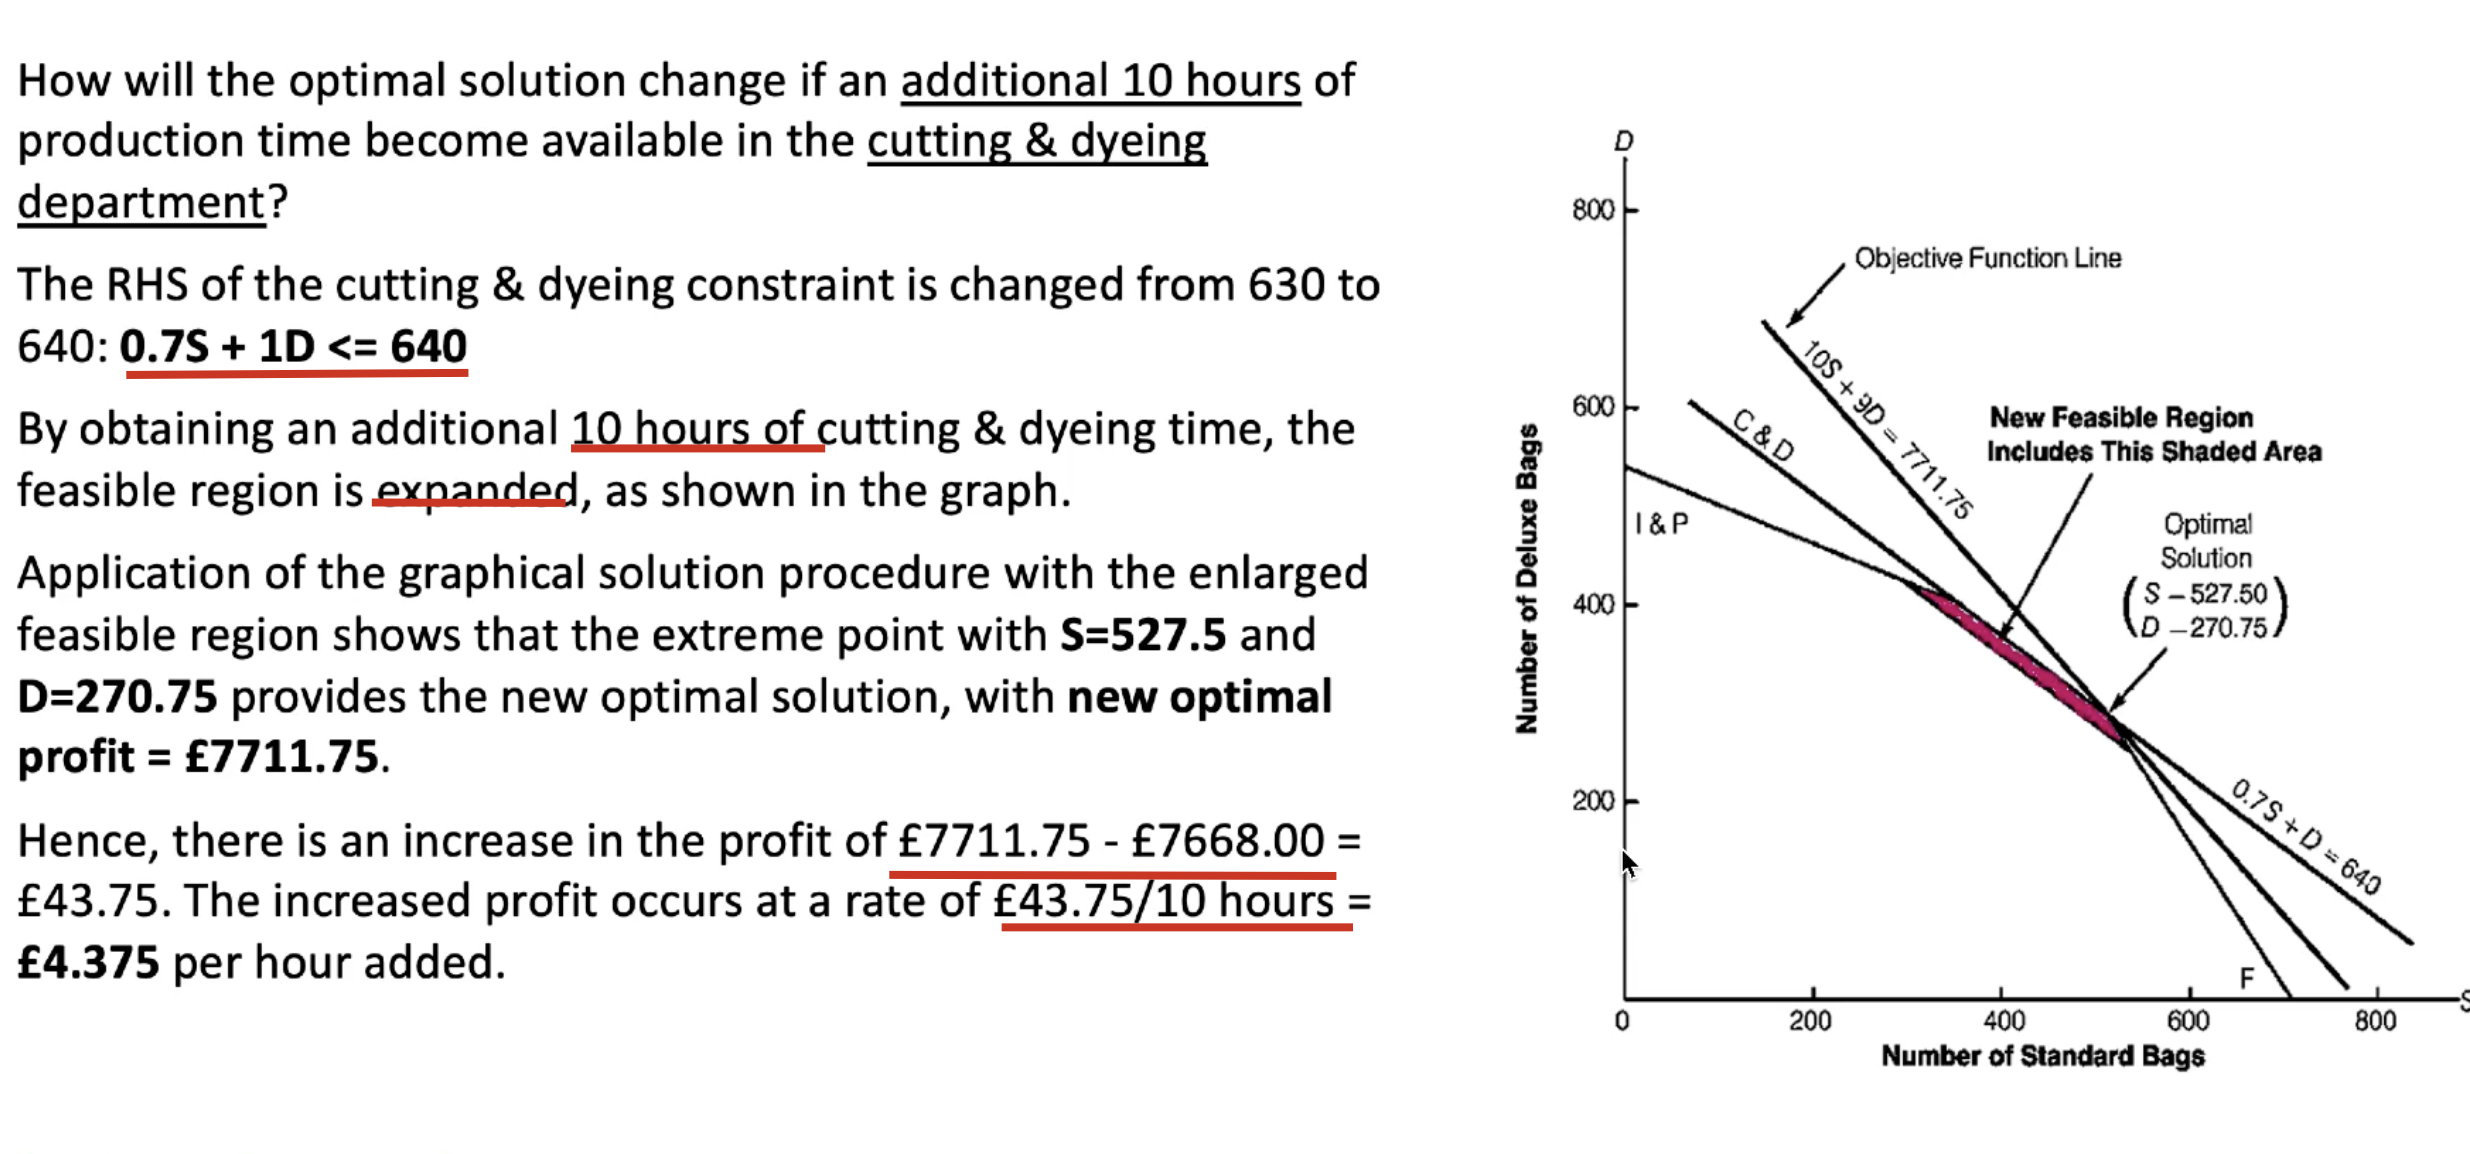 How will the optimal solution change if an additional 10 hours of
production time become available in the cutting & dyeing
department?
The RHS of the cutting & dyeing constraint is changed from 630 to
640: 0.7S + 1D <= 640
By obtaining an additional 10 hours of cutting & dyeing time, the
feasible region is expanded, as shown in the graph.
Application of the graphical solution procedure with the enlarged
feasible region shows that the extreme point with S=527.5 and
D=270.75 provides the new optimal solution, with new optimal
profit = £7711.75.
Hence, there is an increase in the profit of £7711.75 - £7668.00 =
£43.75. The increased profit occurs at a rate of £43.75/10 hours =
£4.375 per hour added.
D
800
600
400
200
Number of Deluxe Bags
Objective Function Line
10S + 9D = 7711.75
C & D
I & P
New Feasible Region
Includes This Shaded Area
Optimal
Solution
S – 527.50
D – 270.75
0.7S + D = 640
F
0
200
400
600
800
S
Number of Standard Bags